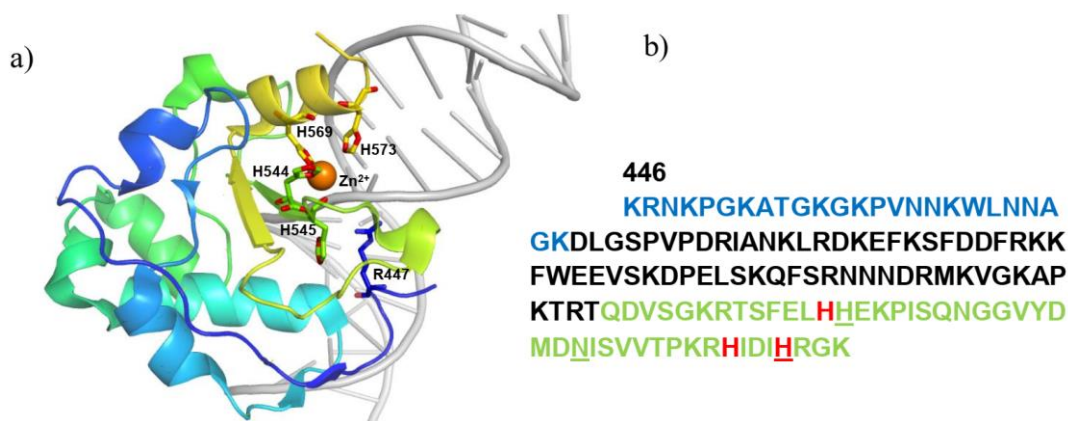 a)
b)
H569
H573
H544
Zn²⁺
H545
R447
446
KRNKPGKATGKGKPVNNKWLNNA
GKDLGSPVPDRIANKLRDKEFKSFDDFRKK
FWEEVSKDPELSKQFSRNNNDRMKVGKAP
KTRTQDVSGKRTSFELHHEKPISQNGGVYD
MDNISVVTPKRHIDIHRGK